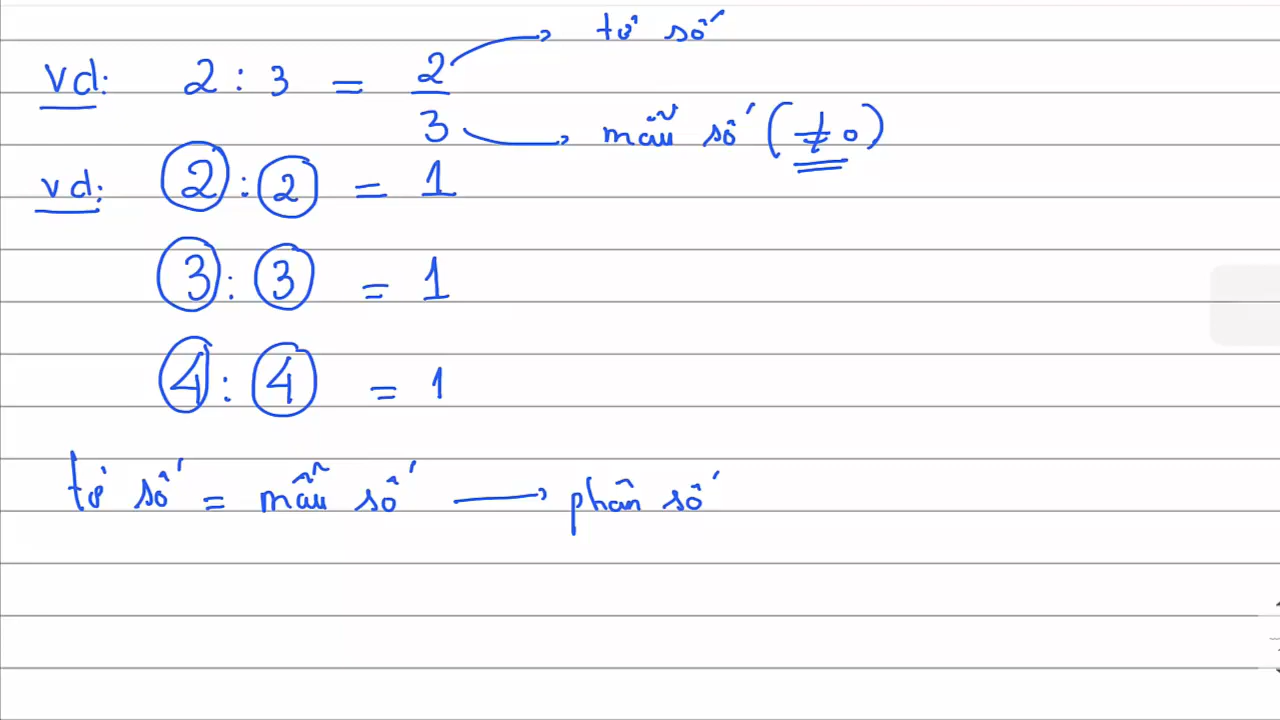 tử số
vd: 2 : 3 = 2/3
mẫu số (≠ 0)
vd: 2 : 2 = 1
3 : 3 = 1
4 : 4 = 1
tử số = mẫu số → phân số